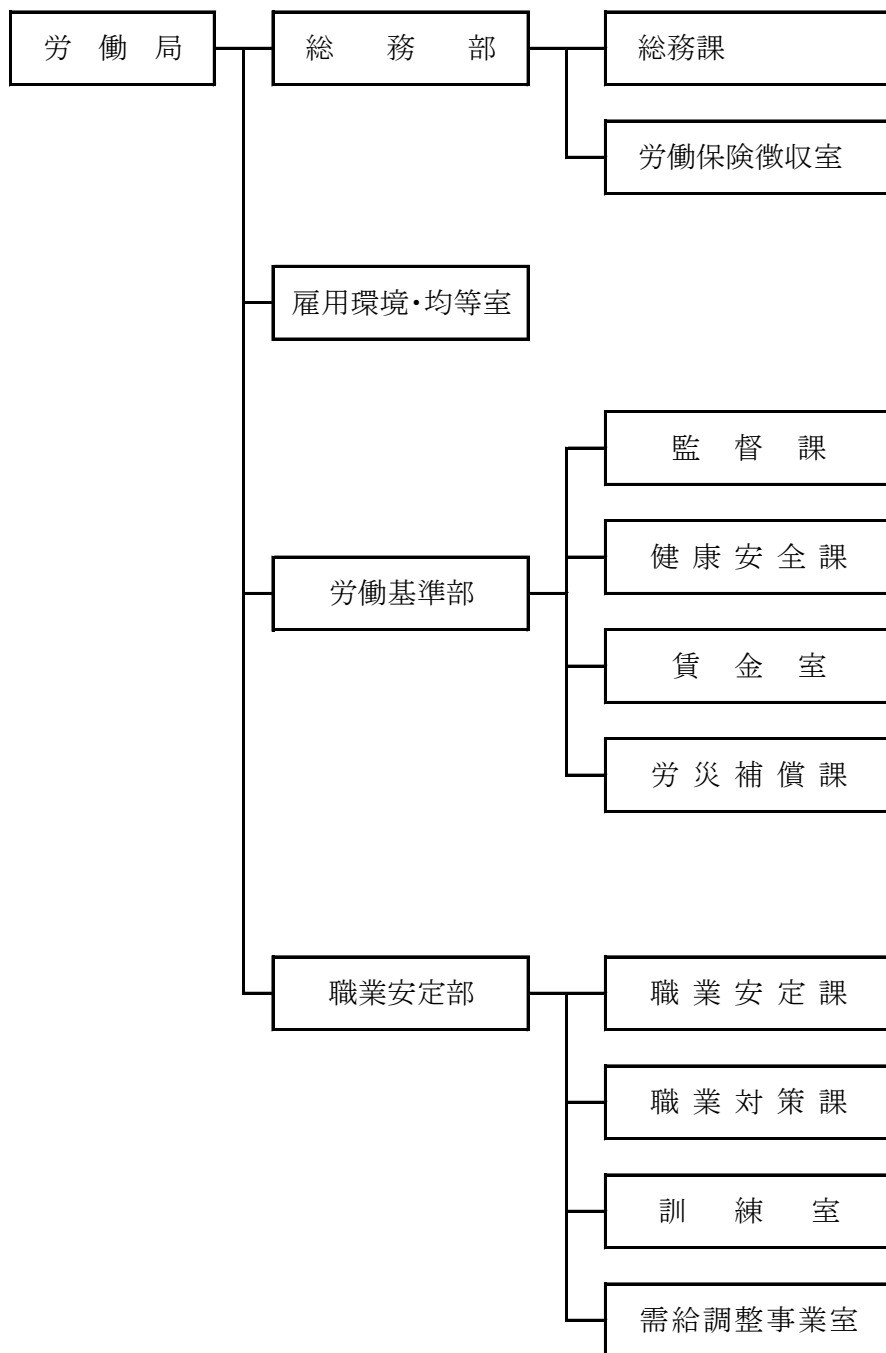 労働局
総務部
総務課
労働保険徴収室
雇用環境・均等室
労働基準部
監督課
健康安全課
賃金室
労災補償課
職業安定部
職業安定課
職業対策課
訓練室
需給調整事業室